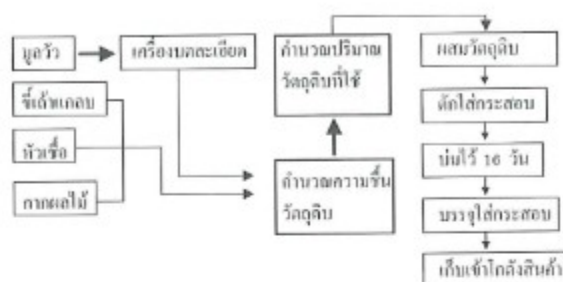 มูลวัว
เครื่องบดละเอียด
ขี้เถ้าแกลบ
หัวเชื้อ
กากผลไม้
คำนวณปริมาณ
วัตถุดิบที่ใช้
คำนวณความชื้น
วัตถุดิบ
ผสมวัตถุดิบ
ตักใส่กระสอบ
บ่มไว้ 16 วัน
บรรจุใส่กระสอบ
เก็บเข้าโกดังสินค้า